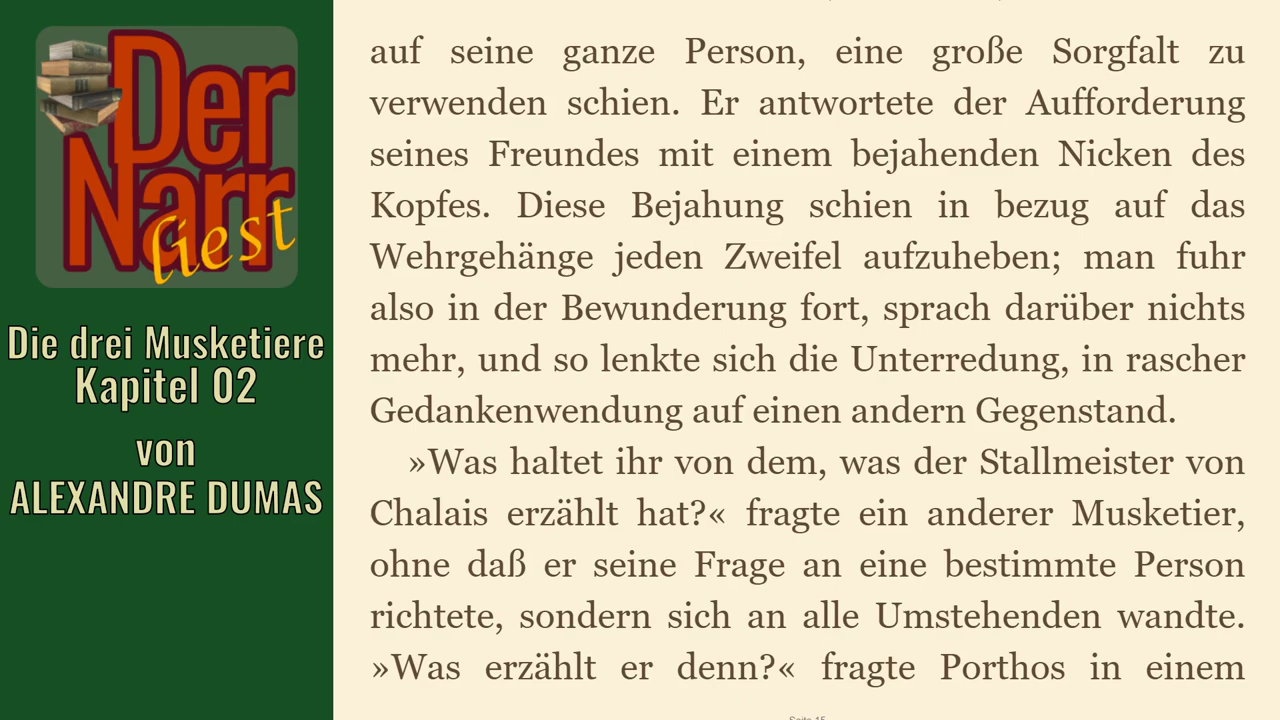 Der
Narr
liest
Die drei Musketiere
Kapitel 02
von
ALEXANDRE DUMAS
auf seine ganze Person, eine große Sorgfalt zu
verwenden schien. Er antwortete der Aufforderung
seines Freundes mit einem bejahenden Nicken des
Kopfes. Diese Bejahung schien in bezug auf das
Wehrgehänge jeden Zweifel aufzuheben; man fuhr
also in der Bewunderung fort, sprach darüber nichts
mehr, und so lenkte sich die Unterredung, in rascher
Gedankenwendung auf einen andern Gegenstand.
»Was haltet ihr von dem, was der Stallmeister von
Chalais erzählt hat?« fragte ein anderer Musketier,
ohne daß er seine Frage an eine bestimmte Person
richtete, sondern sich an alle Umstehenden wandte.
»Was erzählt er denn?« fragte Porthos in einem
Seite 15